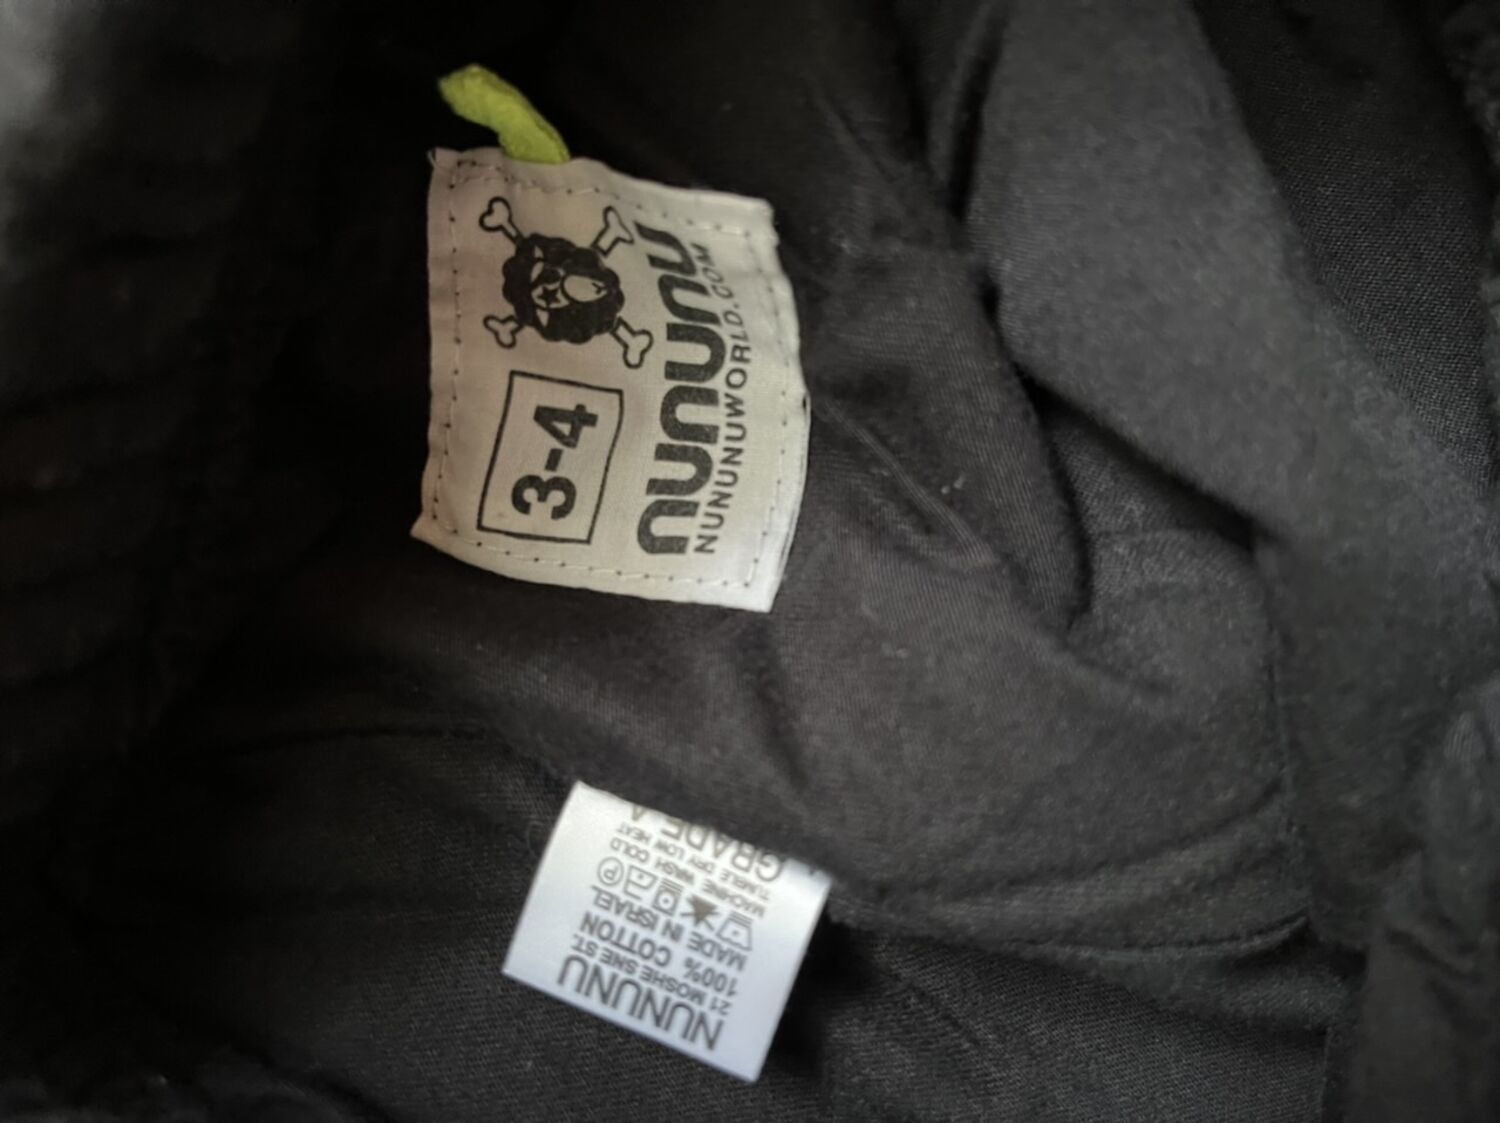 nununu
NUNUNUWORLD.COM
3-4
NUNUNU
21 MOSHE SNE ST.
100% COTTON
MADE IN ISRAEL
P
MACHINE WASH COLD
TUMBLE DRY LOW HEAT
GRADE A